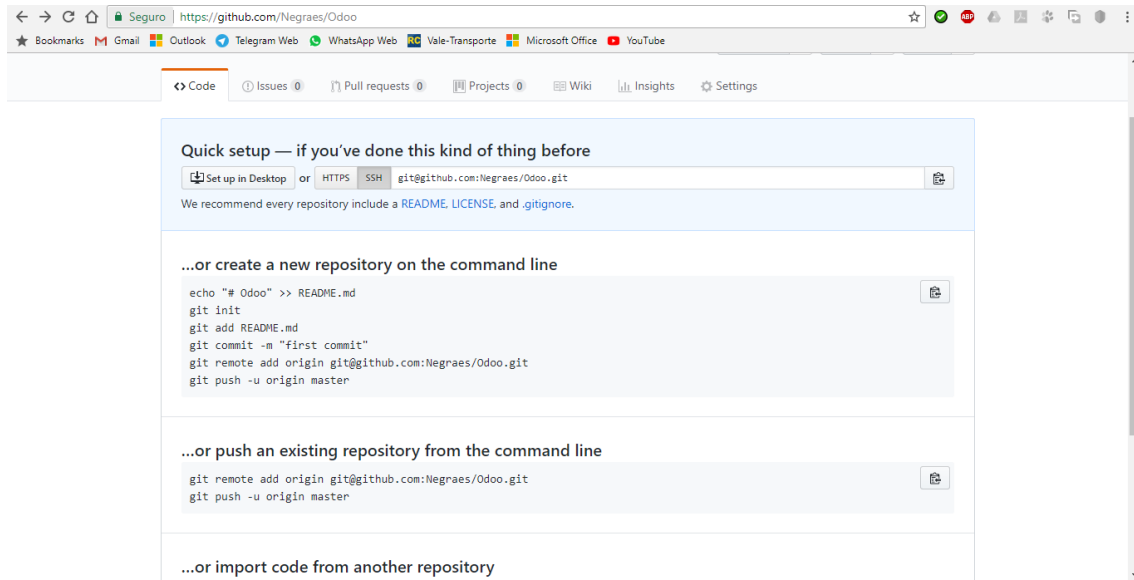 Seguro https://github.com/Negraes/Odoo
ABP
Bookmarks Gmail Outlook Telegram Web WhatsApp Web RC Vale-Transporte Microsoft Office YouTube
<> Code Issues 0 Pull requests 0 Projects 0 Wiki Insights Settings
Quick setup — if you've done this kind of thing before
Set up in Desktop or HTTPS SSH git@github.com:Negraes/Odoo.git
We recommend every repository include a README, LICENSE, and .gitignore.
...or create a new repository on the command line
echo "# Odoo" >> README.md
git init
git add README.md
git commit -m "first commit"
git remote add origin git@github.com:Negraes/Odoo.git
git push -u origin master
...or push an existing repository from the command line
git remote add origin git@github.com:Negraes/Odoo.git
git push -u origin master
...or import code from another repository